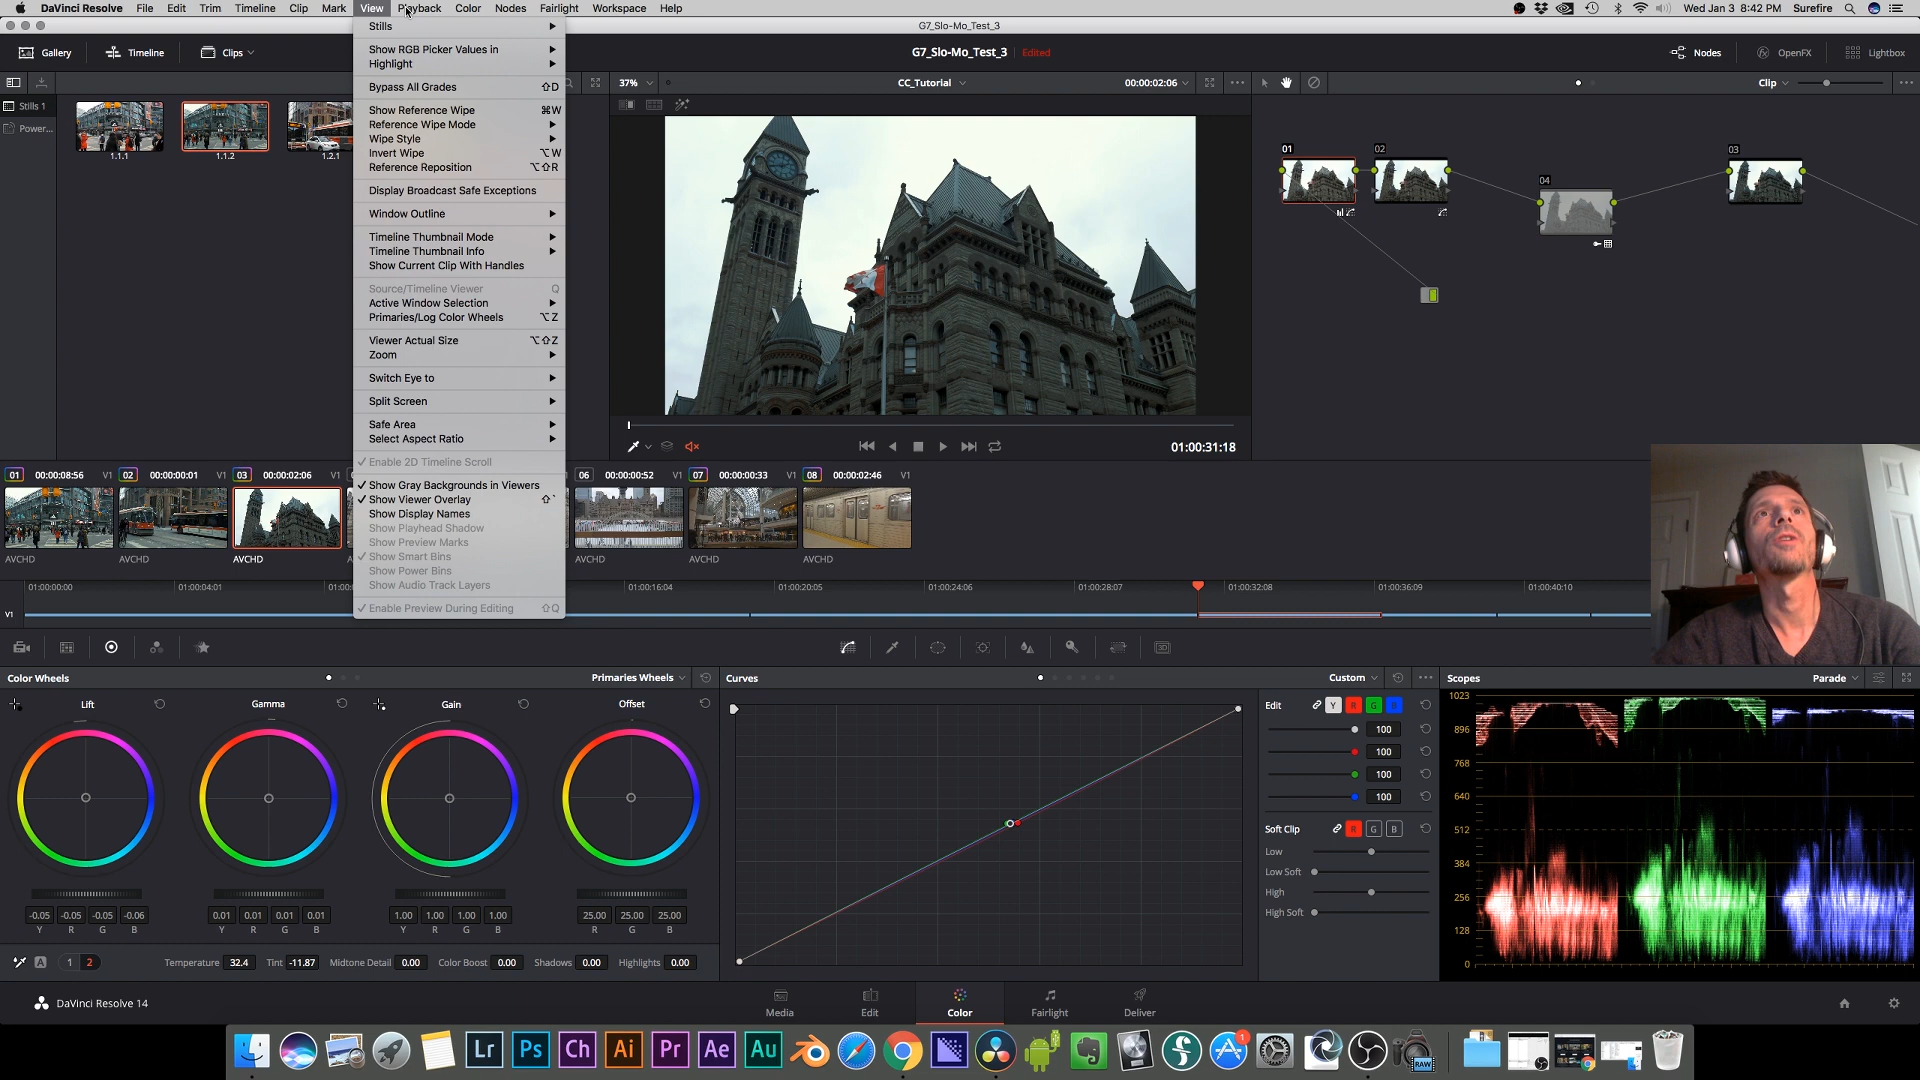 DaVinci Resolve File Edit Trim Timeline Clip Mark View Playback Color Nodes Fairlight Workspace Help Wed Jan 3 8:42 PM Surefire
G7_Slo-Mo_Test_3
Gallery Timeline Clips G7_Slo-Mo_Test_3 Edited Nodes OpenFX Lightbox
37% CC_Tutorial 00:00:02:06 Clip
Stills 1
Power...
1.1.1 1.1.2 1.2.1
Stills
Show RGB Picker Values in
Highlight
Bypass All Grades ⇧D
Show Reference Wipe ⌘W
Reference Wipe Mode
Wipe Style
Invert Wipe ⌥W
Reference Reposition ⌥⇧R
Display Broadcast Safe Exceptions
Window Outline
Timeline Thumbnail Mode
Timeline Thumbnail Info
Show Current Clip With Handles
Source/Timeline Viewer Q
Active Window Selection
Primaries/Log Color Wheels ⌥Z
Viewer Actual Size ⌥⇧Z
Zoom
Switch Eye to
Split Screen
Safe Area
Select Aspect Ratio
✓ Enable 2D Timeline Scroll
✓ Show Gray Backgrounds in Viewers
✓ Show Viewer Overlay ⇧`
Show Display Names
Show Playhead Shadow
Show Preview Marks
✓ Show Smart Bins
Show Power Bins
Show Audio Track Layers
✓ Enable Preview During Editing ⇧Q
01 02 03
04
01:00:31:18
01 00:00:08:56 V1 02 00:00:00:01 V1 03 00:00:02:06 V1 06 00:00:00:52 V1 07 00:00:00:33 V1 08 00:00:02:46 V1
AVCHD AVCHD AVCHD AVCHD AVCHD AVCHD
01:00:00:00 01:00:04:01 01:00:16:04 01:00:20:05 01:00:24:06 01:00:28:07 01:00:32:08 01:00:36:09 01:00:40:10
V1
Color Wheels Primaries Wheels Curves Custom Scopes Parade
Lift Gamma Gain Offset
-0.05 -0.05 -0.05 -0.06 0.01 0.01 0.01 0.01 1.00 1.00 1.00 1.00 25.00 25.00 25.00
Y R G B Y R G B Y R G B R G B
A 1 2 Temperature 32.4 Tint -11.87 Midtone Detail 0.00 Color Boost 0.00 Shadows 0.00 Highlights 0.00
Edit Y R G B
100
100
100
100
Soft Clip R G B
Low
Low Soft
High
High Soft
1023
896
768
640
512
384
256
128
0
DaVinci Resolve 14 Media Edit Color Fairlight Deliver
Lr Ps Ch Ai Pr Ae Au 1 RAW